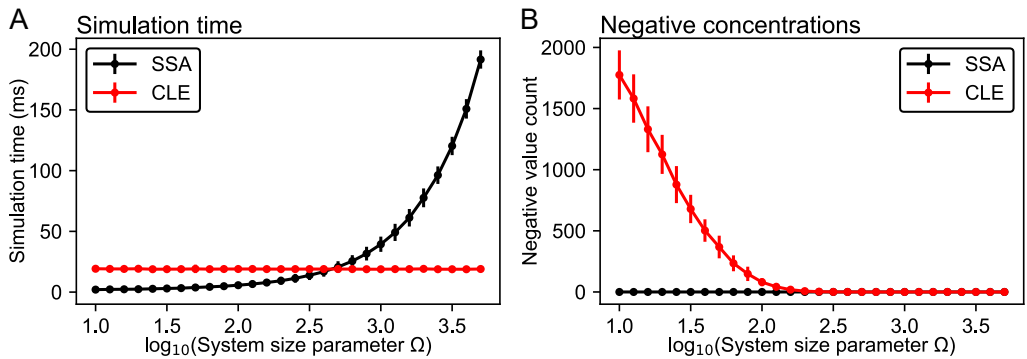 A
Simulation time
SSA
CLE
Simulation time (ms)
200
150
100
50
0
1.0 1.5 2.0 2.5 3.0 3.5
log₁₀(System size parameter Ω)
B
Negative concentrations
SSA
CLE
Negative value count
2000
1500
1000
500
0
1.0 1.5 2.0 2.5 3.0 3.5
log₁₀(System size parameter Ω)